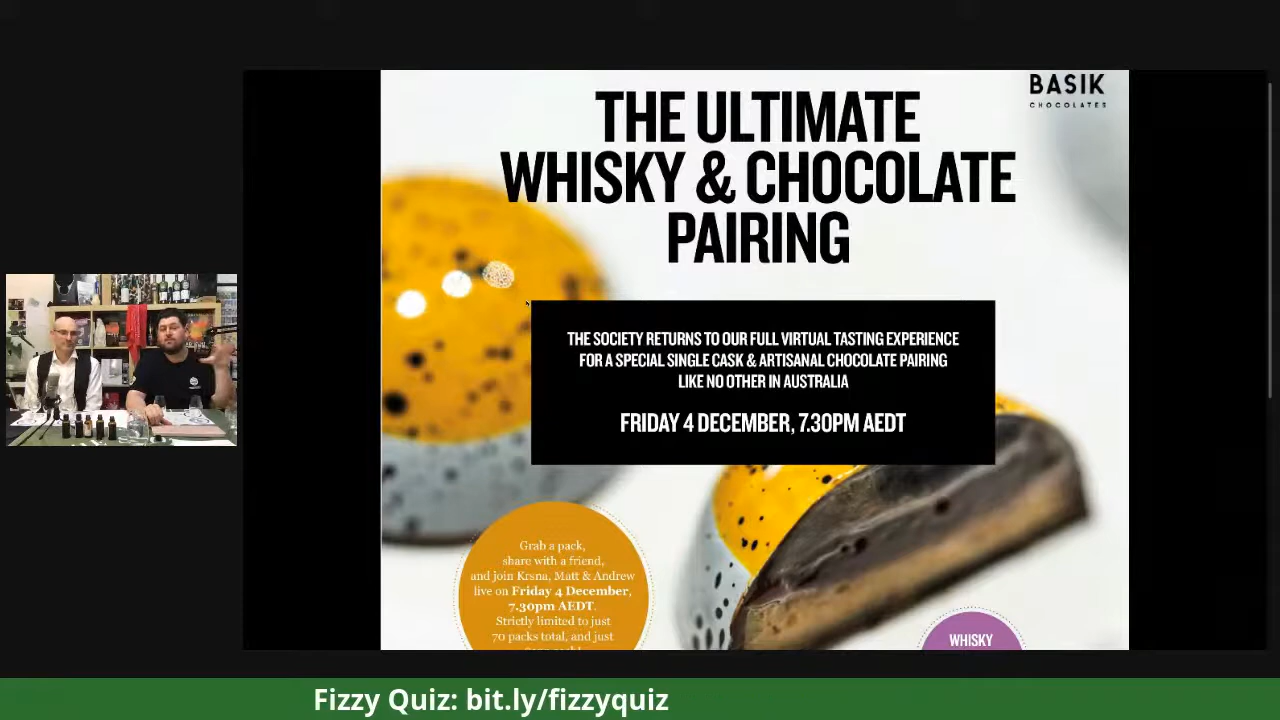 BASIK
CHOCOLATES
THE ULTIMATE
WHISKY & CHOCOLATE
PAIRING
THE SOCIETY RETURNS TO OUR FULL VIRTUAL TASTING EXPERIENCE
FOR A SPECIAL SINGLE CASK & ARTISANAL CHOCOLATE PAIRING
LIKE NO OTHER IN AUSTRALIA
FRIDAY 4 DECEMBER, 7.30PM AEDT
Grab a pack,
share with a friend,
and join Krsna, Matt & Andrew
live on Friday 4 December,
7.30pm AEDT.
Strictly limited to just
70 packs total, and just
WHISKY
Fizzy Quiz: bit.ly/fizzyquiz